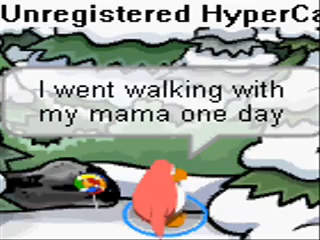 Unregistered HyperCa
I went walking with
my mama one day